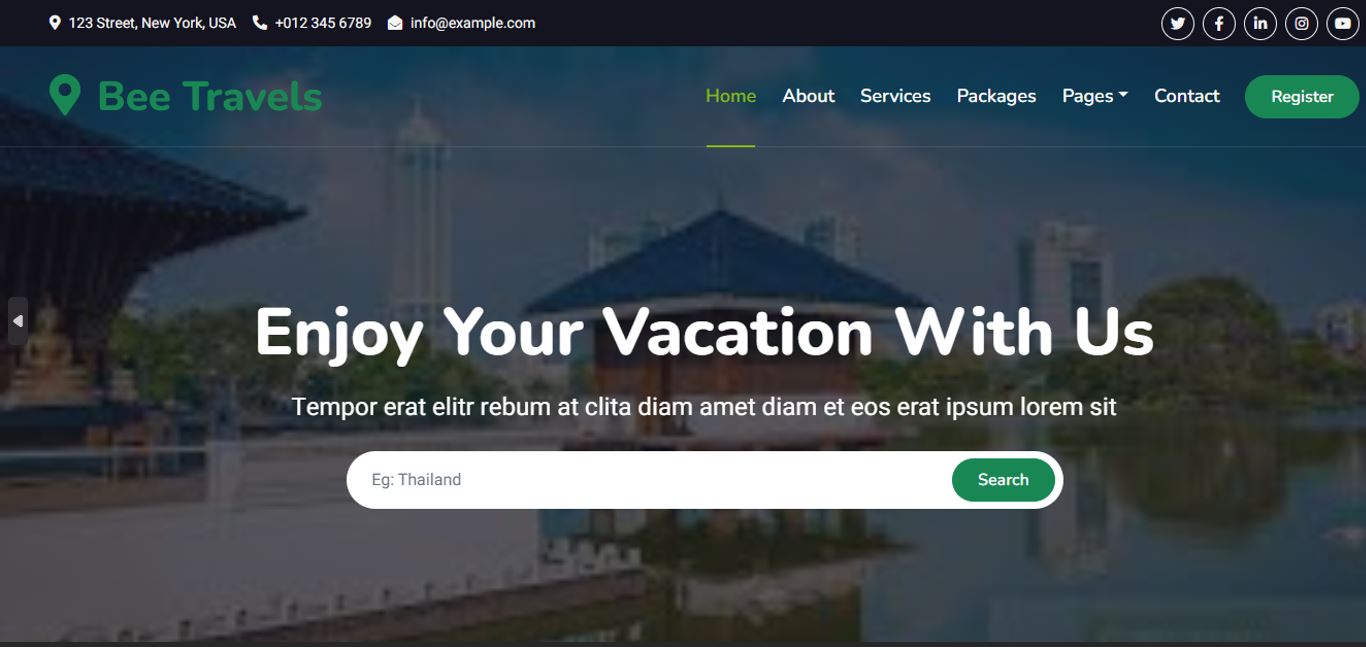 123 Street, New York, USA +012 345 6789 info@example.com
Bee Travels Home About Services Packages Pages Contact Register
Enjoy Your Vacation With Us
Tempor erat elitr rebum at clita diam amet diam et eos erat ipsum lorem sit
Eg: Thailand Search